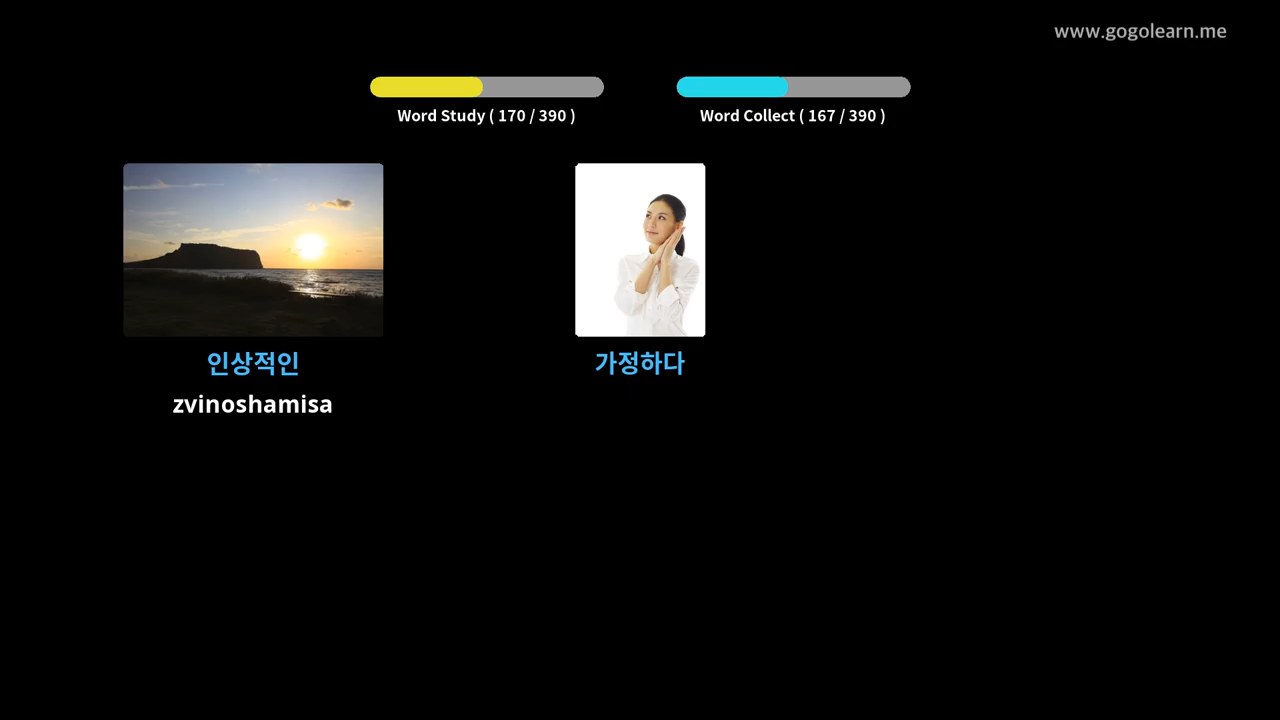 www.gogolearn.me
Word Study ( 170 / 390 )
Word Collect ( 167 / 390 )
인상적인
zvinoshamisa
가정하다